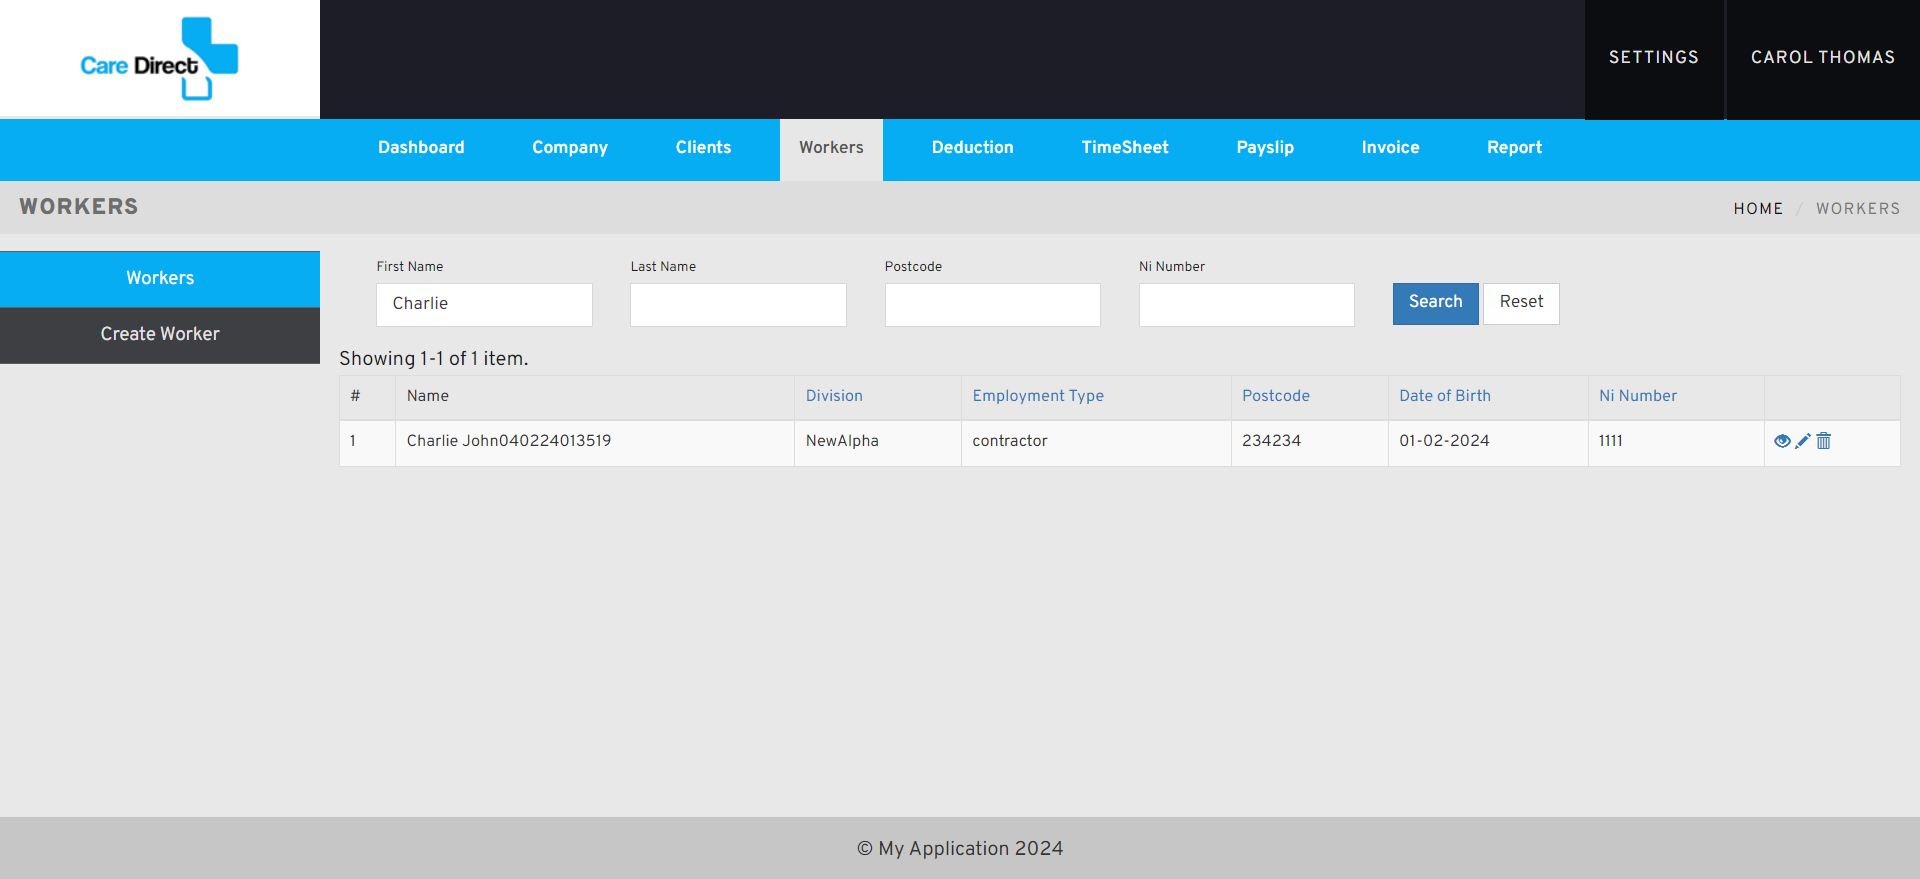 Care Direct
SETTINGS
CAROL THOMAS
Dashboard
Company
Clients
Workers
Deduction
TimeSheet
Payslip
Invoice
Report
WORKERS
HOME / WORKERS
Workers
Create Worker
First Name
Last Name
Postcode
Ni Number
Charlie
Search
Reset
Showing 1-1 of 1 item.
# Name Division Employment Type Postcode Date of Birth Ni Number
1 Charlie John040224013519 NewAlpha contractor 234234 01-02-2024 1111
© My Application 2024